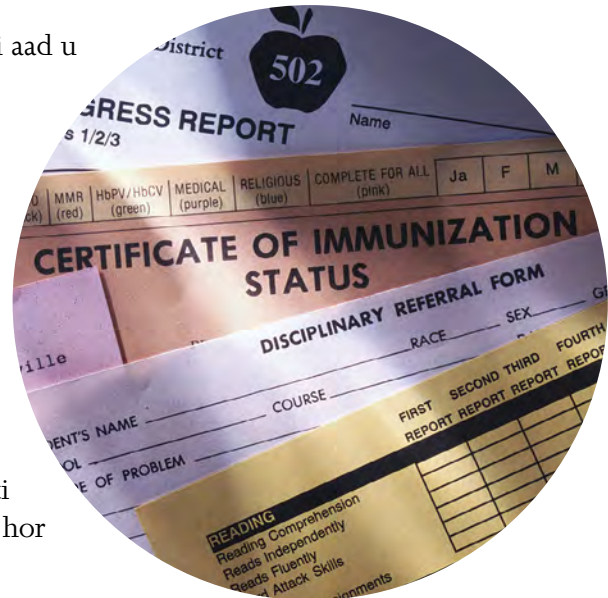 i aad u
District
502
GRESS REPORT
s 1/2/3
Name
MMR (red) HbPV/HbCV (green) MEDICAL (purple) RELIGIOUS (blue) COMPLETE FOR ALL (pink) Ja F M
CERTIFICATE OF IMMUNIZATION
STATUS
ville
DISCIPLINARY REFERRAL FORM
RACE SEX
DENT'S NAME
COURSE
OL
E OF PROBLEM
FIRST REPORT SECOND REPORT THIRD REPORT FOURTH REPOR
READING
Reading Comprehension
Reads Independently
Reads Fluently
Attack Skills
ti
hor